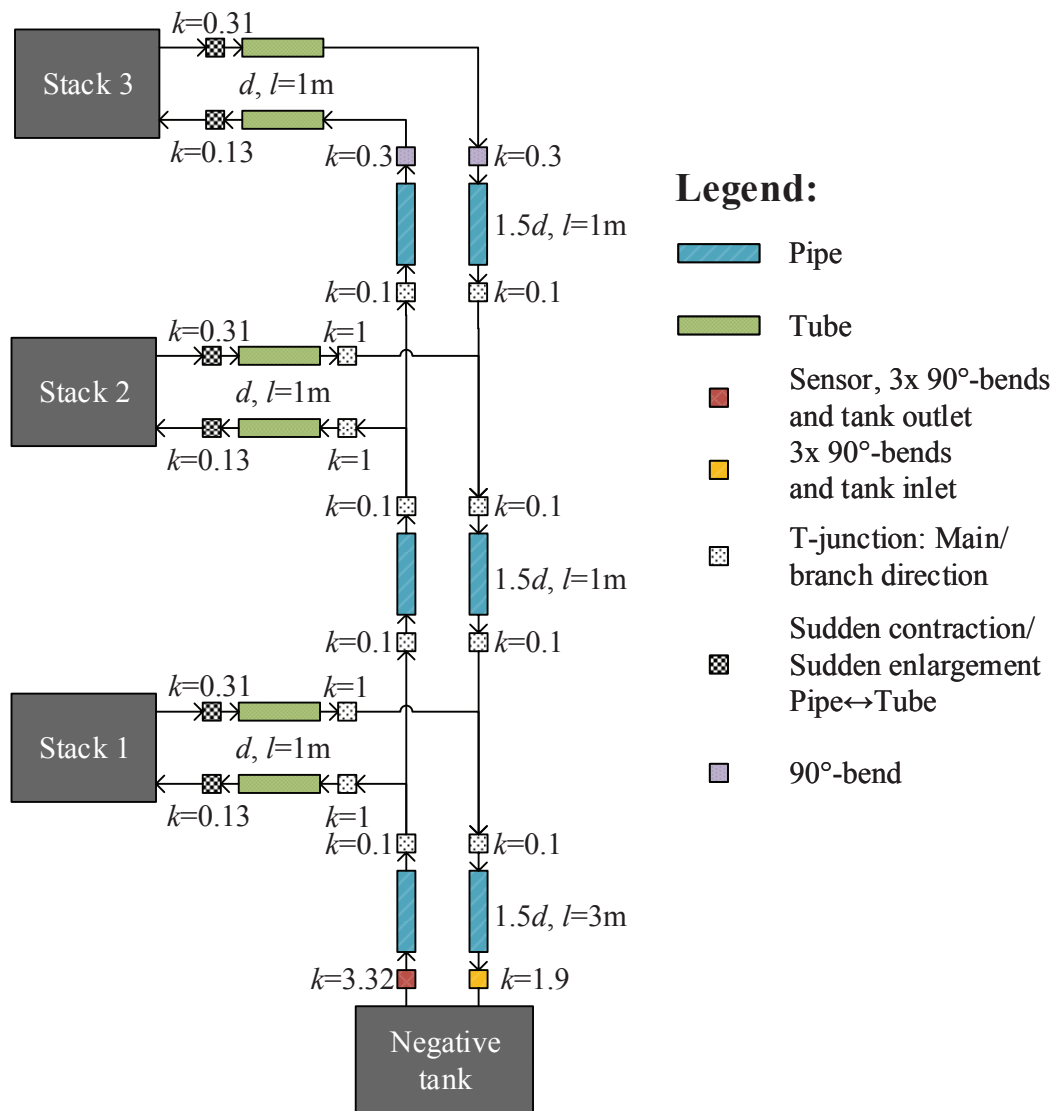 k=0.31
Stack 3
d, l=1m
k=0.13
k=0.3
k=0.3
1.5d, l=1m
k=0.1
k=0.1
k=0.31
k=1
Stack 2
d, l=1m
k=0.13
k=1
k=0.1
k=0.1
1.5d, l=1m
k=0.1
k=0.1
k=0.31
k=1
Stack 1
d, l=1m
k=0.13
k=1
k=0.1
k=0.1
1.5d, l=3m
k=3.32
k=1.9
Negative
tank
Legend:
Pipe
Tube
Sensor, 3x 90°-bends
and tank outlet
3x 90°-bends
and tank inlet
T-junction: Main/
branch direction
Sudden contraction/
Sudden enlargement
Pipe↔Tube
90°-bend